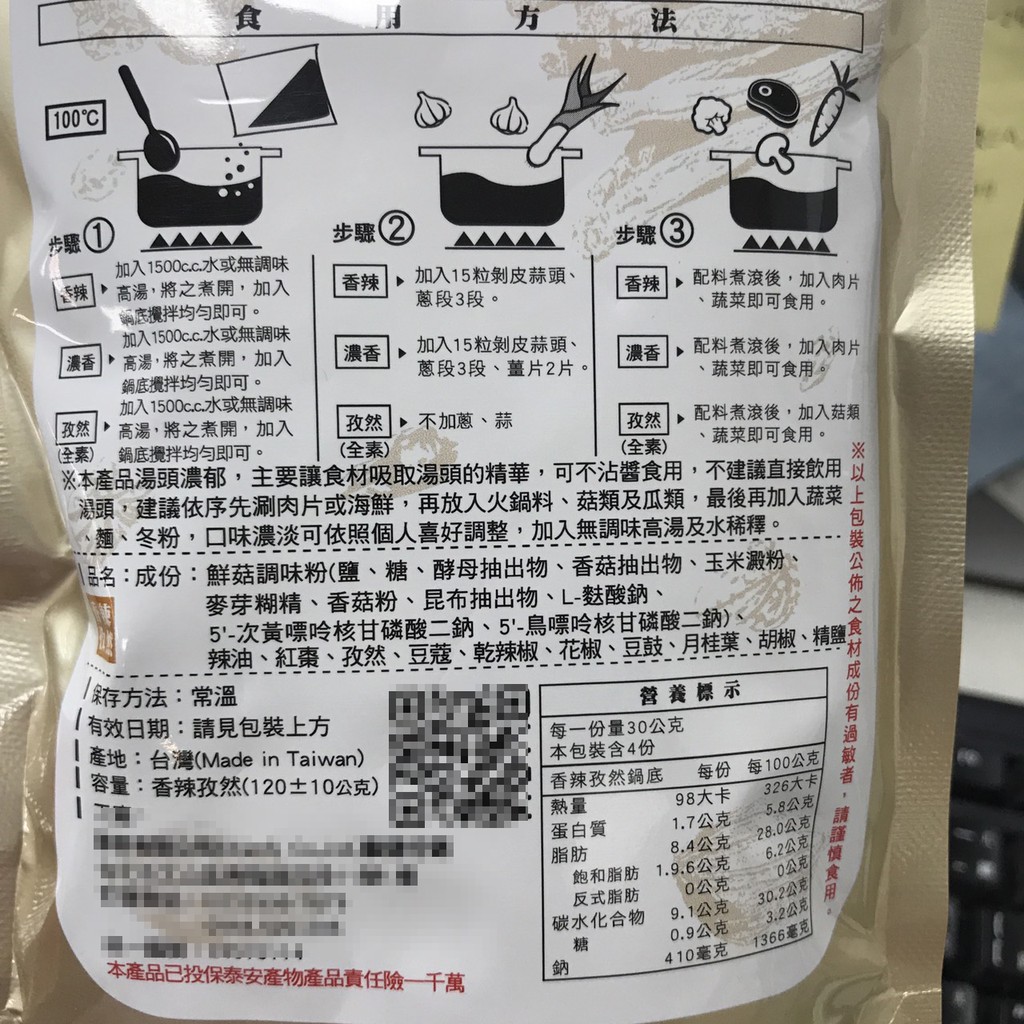 食用方法
100℃
步驟①
香辣 加入1500c.c.水或無調味
高湯，將之煮開，加入
鍋底攪拌均勻即可。
濃香 加入1500c.c.水或無調味
高湯，將之煮開，加入
鍋底攪拌均勻即可。
孜然(全素) 加入1500c.c.水或無調味
高湯，將之煮開，加入
鍋底攪拌均勻即可。
步驟②
香辣 加入15粒剝皮蒜頭、
蔥段3段。
濃香 加入15粒剝皮蒜頭、
蔥段3段、薑片2片。
孜然(全素) 不加蔥、蒜
步驟③
香辣 配料煮滾後，加入肉片
、蔬菜即可食用。
濃香 配料煮滾後，加入肉片
、蔬菜即可食用。
孜然(全素) 配料煮滾後，加入菇類
、蔬菜即可食用。
※本產品湯頭濃郁，主要讓食材吸取湯頭的精華，可不沾醬食用，不建議直接飲用
湯頭，建議依序先涮肉片或海鮮，再放入火鍋料、菇類及瓜類，最後再加入蔬菜
、麵、冬粉，口味濃淡可依照個人喜好調整，加入無調味高湯及水稀釋。
品名：成份：鮮菇調味粉(鹽、糖、酵母抽出物、香菇抽出物、玉米澱粉、
麥芽糊精、香菇粉、昆布抽出物、L-麩酸鈉、
5'-次黃嘌呤核甘磷酸二鈉、5'-鳥嘌呤核甘磷酸二鈉)、
辣油、紅棗、孜然、豆蔻、乾辣椒、花椒、豆鼓、月桂葉、胡椒、精鹽
※以上包裝公佈之食材成份有過敏者，請謹慎食用。
保存方法：常溫
有效日期：請見包裝上方
產地：台灣(Made in Taiwan)
容量：香辣孜然(120±10公克)
本產品已投保泰安產物產品責任險一千萬
營養標示
每一份量30公克
本包裝含4份
香辣孜然鍋底 每份 每100公克
熱量 98大卡 326大卡
蛋白質 1.7公克 5.8公克
脂肪 8.4公克 28.0公克
飽和脂肪 1.9.6公克 6.2公克
反式脂肪 0公克 0公克
碳水化合物 9.1公克 30.2公克
糖 0.9公克 3.2公克
鈉 410毫克 1366毫克